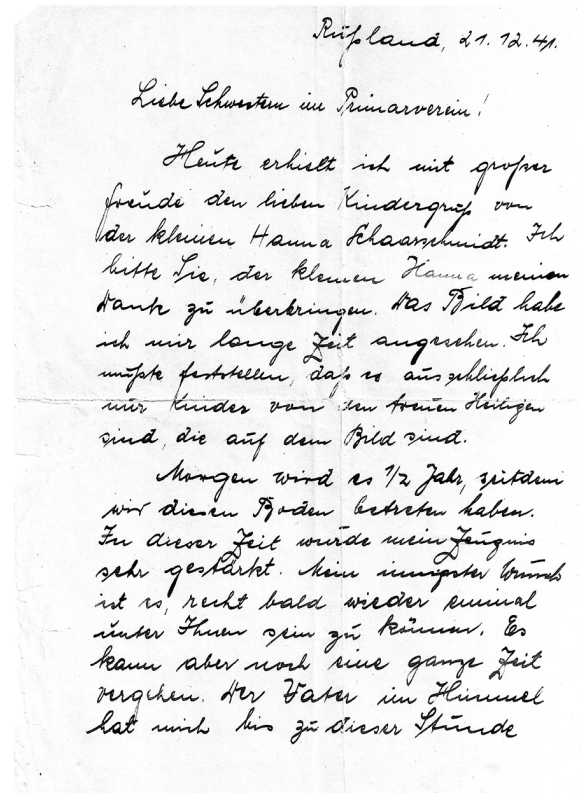 Rußland, 21.12.41.
Liebe Schwestern im Primarverein!
Heute erhielt ich mit großer
Freude den lieben Kindergruß von
der kleinen Hanna Schaarschmidt. Ich
bitte Sie, der kleinen Hanna meinen
Dank zu überbringen. Das Bild habe
ich mir lange Zeit angesehen. Ich
mußte feststellen, daß es ausschließlich
nur Kinder von den treuen Heiligen
sind, die auf dem Bild sind.
Morgen wird es 1/2 Jahr, seitdem
wir diesen Boden betreten haben.
In dieser Zeit wurde mein Zeugnis
sehr gestärkt. Mein innigster Wunsch
ist es, recht bald wieder einmal
unter Ihnen sein zu können. Es
kann aber noch eine ganze Zeit
vergehen. Der Vater im Himmel
hat mich bis zu dieser Stunde